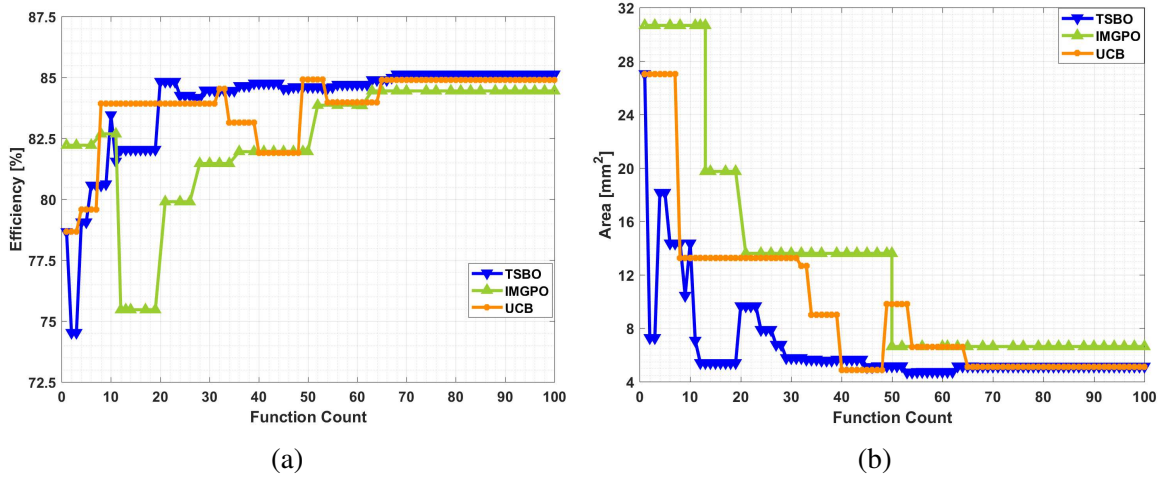 87.5
85
82.5
80
77.5
75
72.5
Efficiency [%]
TSBO
IMGPO
UCB
0 10 20 30 40 50 60 70 80 90 100
Function Count
(a)
32
28
24
20
16
12
8
4
Area [mm²]
TSBO
IMGPO
UCB
0 10 20 30 40 50 60 70 80 90 100
Function Count
(b)